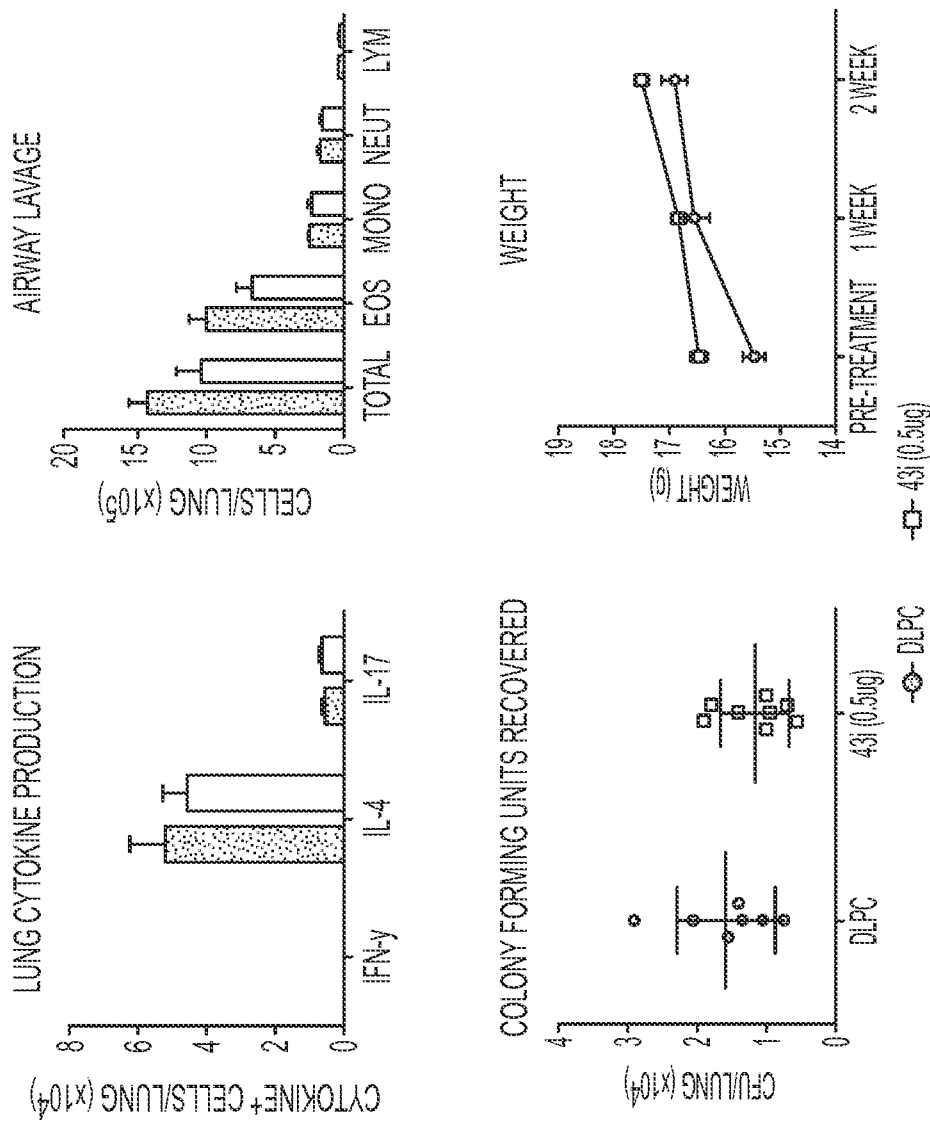 LUNG CYTOKINE PRODUCTION
CYTOKINE+ CELLS/LUNG (x10⁴)
8
6
4
2
0
IFN-y
IL-4
IL-17
AIRWAY LAVAGE
CELLS/LUNG (x10⁵)
20
15
10
5
0
TOTAL
EOS
MONO
NEUT
LYM
COLONY FORMING UNITS RECOVERED
CFU/LUNG (x10⁴)
4
3
2
1
0
DLPC
43i (0.5ug)
WEIGHT
WEIGHT (g)
19
18
17
16
15
14
PRE-TREATMENT
1 WEEK
2 WEEK
DLPC
43i (0.5ug)